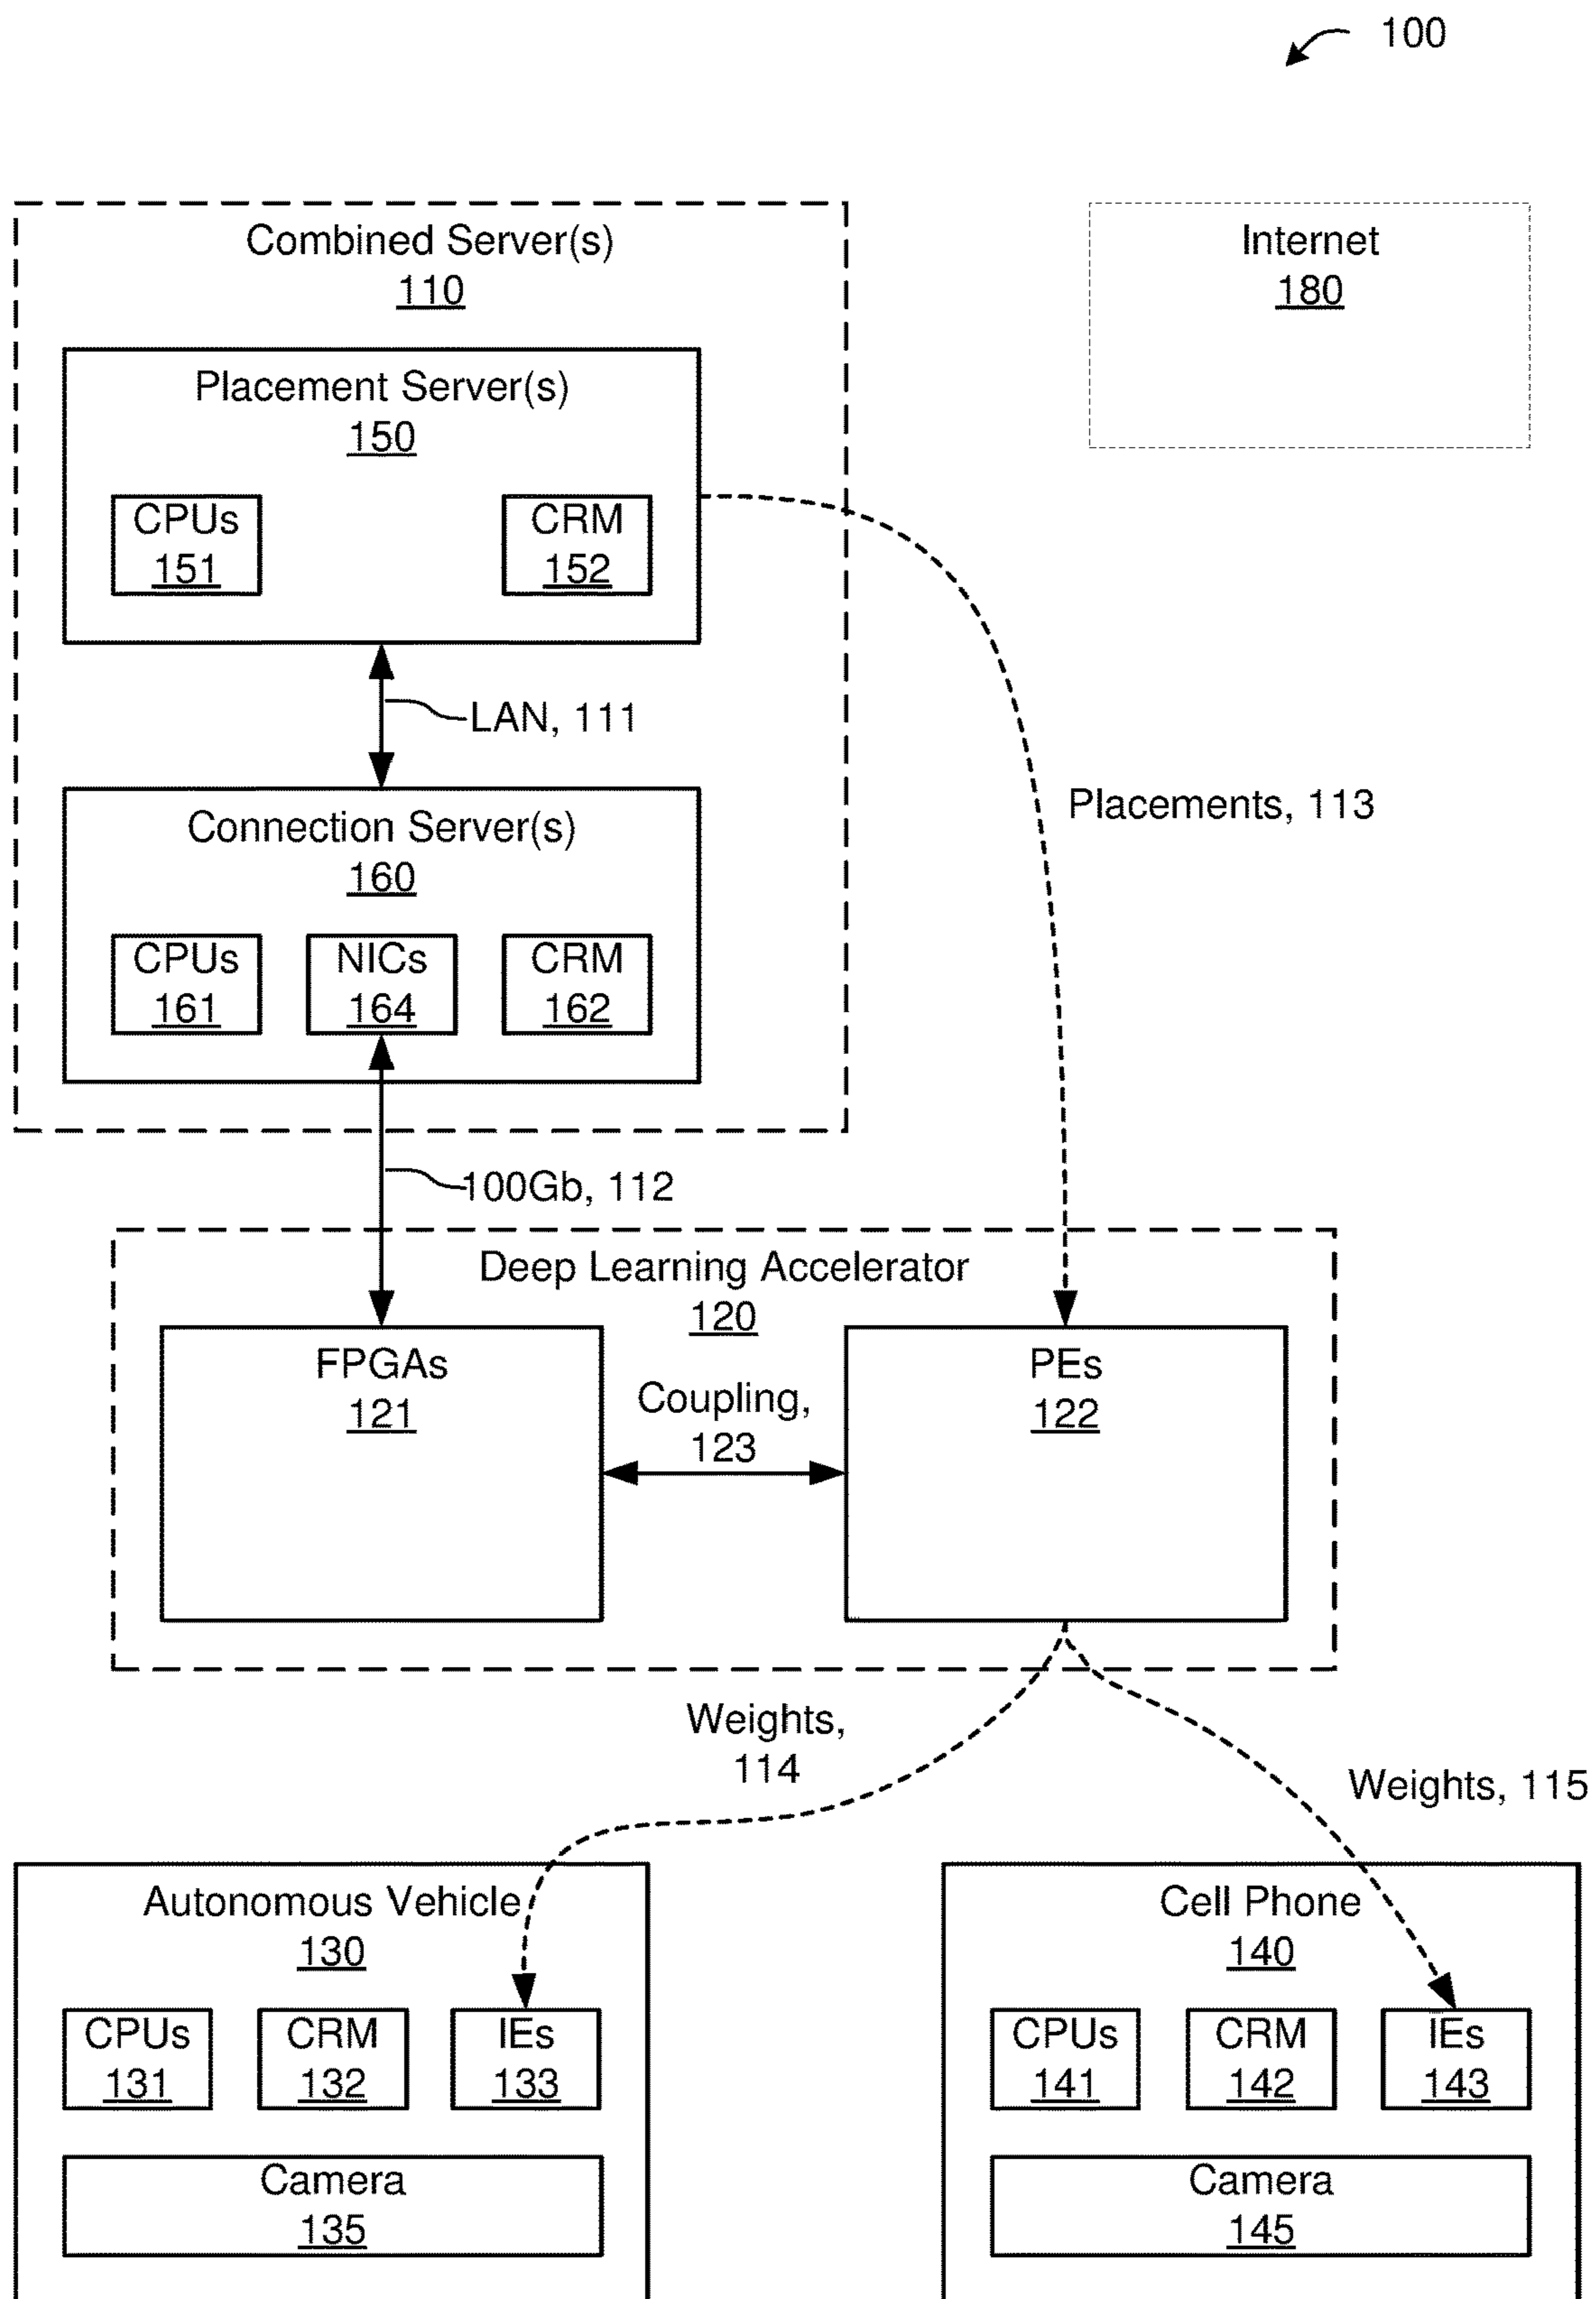 100
Combined Server(s)
110
Internet
180
Placement Server(s)
150
CPUs
151
CRM
152
LAN, 111
Placements, 113
Connection Server(s)
160
CPUs
161
NICs
164
CRM
162
100Gb, 112
Deep Learning Accelerator
120
FPGAs
121
Coupling,
123
PEs
122
Weights,
114
Weights, 115
Autonomous Vehicle
130
CPUs
131
CRM
132
IEs
133
Camera
135
Cell Phone
140
CPUs
141
CRM
142
IEs
143
Camera
145